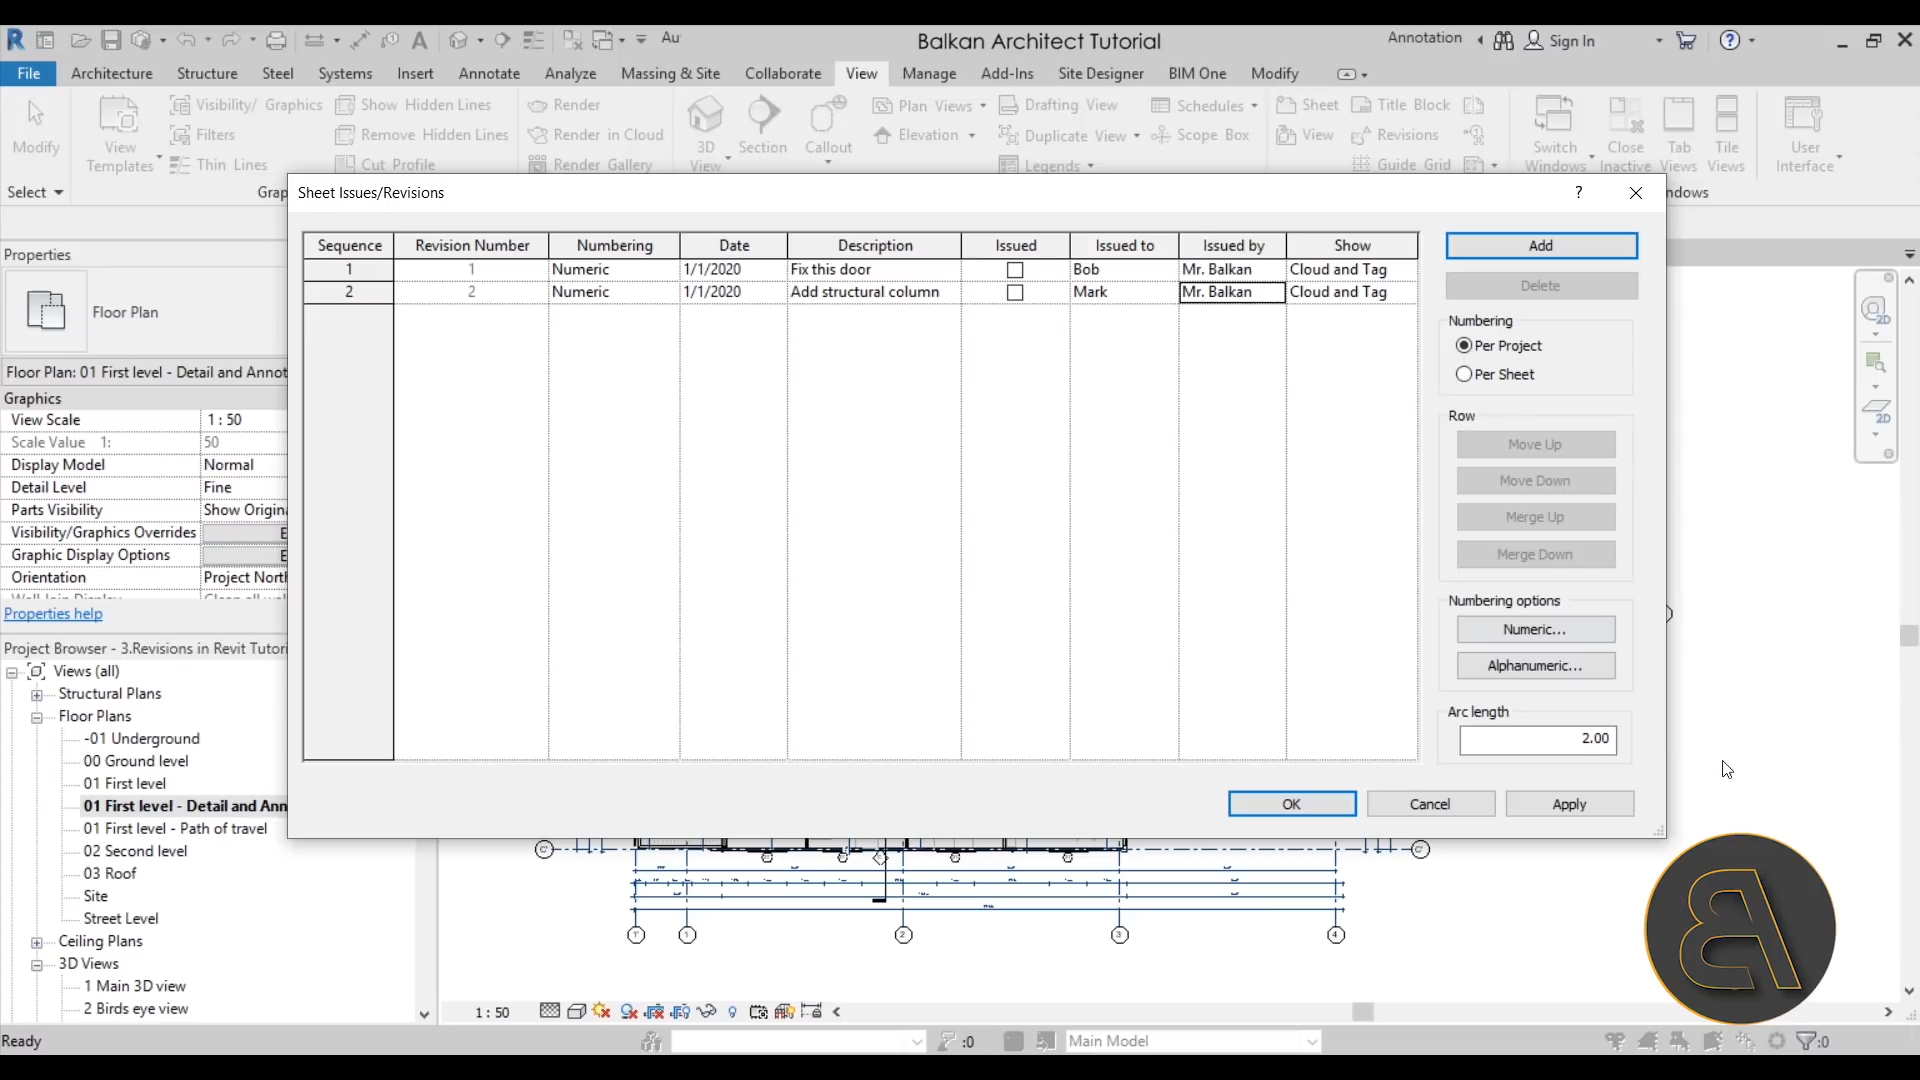 Au
Balkan Architect Tutorial
Annotation
Sign In
File
Architecture
Structure
Steel
Systems
Insert
Annotate
Analyze
Massing & Site
Collaborate
View
Manage
Add-Ins
Site Designer
BIM One
Modify
Modify
View
Templates
Visibility/ Graphics
Filters
Thin Lines
Show Hidden Lines
Remove Hidden Lines
Cut Profile
Render
Render in Cloud
Render Gallery
3D
View
Section
Callout
Plan Views
Elevation
Drafting View
Duplicate View
Legends
Schedules
Scope Box
Sheet
View
Title Block
Revisions
Guide Grid
Switch
Windows
Close
Inactive
Tab
Views
Tile
Views
User
Interface
Select
Grap
ndows
Sheet Issues/Revisions
?
Sequence Revision Number Numbering Date Description Issued Issued to Issued by Show
1 1 Numeric 1/1/2020 Fix this door Bob Mr. Balkan Cloud and Tag
2 2 Numeric 1/1/2020 Add structural column Mark Mr. Balkan Cloud and Tag
Add
Delete
Numbering
Per Project
Per Sheet
Row
Move Up
Move Down
Merge Up
Merge Down
Numbering options
Numeric...
Alphanumeric...
Arc length
2.00
OK
Cancel
Apply
Properties
Floor Plan
Floor Plan: 01 First level - Detail and Annot
Graphics
View Scale 1 : 50
Scale Value 1: 50
Display Model Normal
Detail Level Fine
Parts Visibility Show Origina
Visibility/Graphics Overrides E
Graphic Display Options E
Orientation Project North
Properties help
Project Browser - 3.Revisions in Revit Tutori
Views (all)
Structural Plans
Floor Plans
-01 Underground
00 Ground level
01 First level
01 First level - Detail and Ann
01 First level - Path of travel
02 Second level
03 Roof
Site
Street Level
Ceiling Plans
3D Views
1 Main 3D view
2 Birds eye view
2D
2D
1
2
3
4
1 : 50
Ready
:0
Main Model
:0